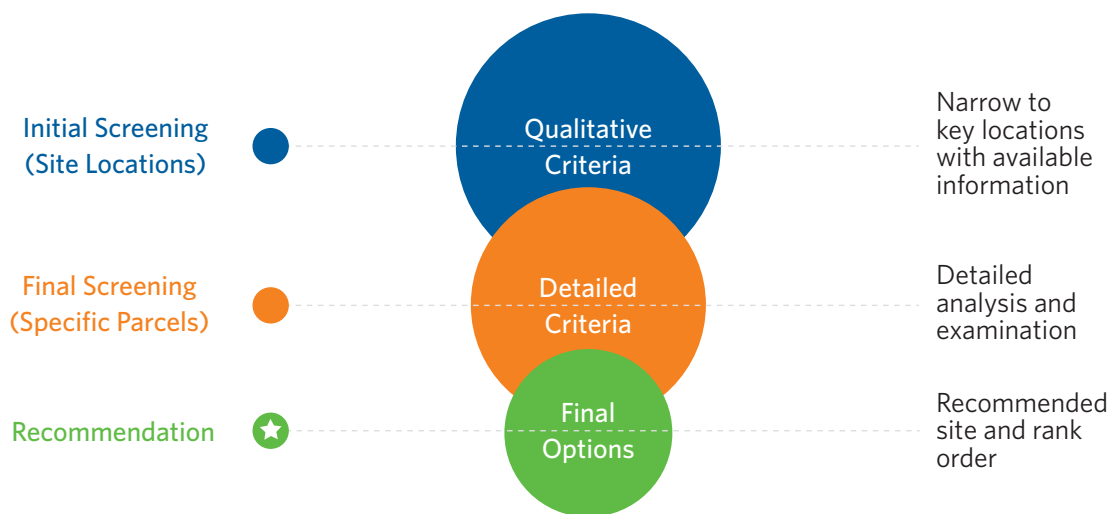 Initial Screening
(Site Locations)
Qualitative
Criteria
Narrow to
key locations
with available
information
Final Screening
(Specific Parcels)
Detailed
Criteria
Detailed
analysis and
examination
Recommendation
Final
Options
Recommended
site and rank
order